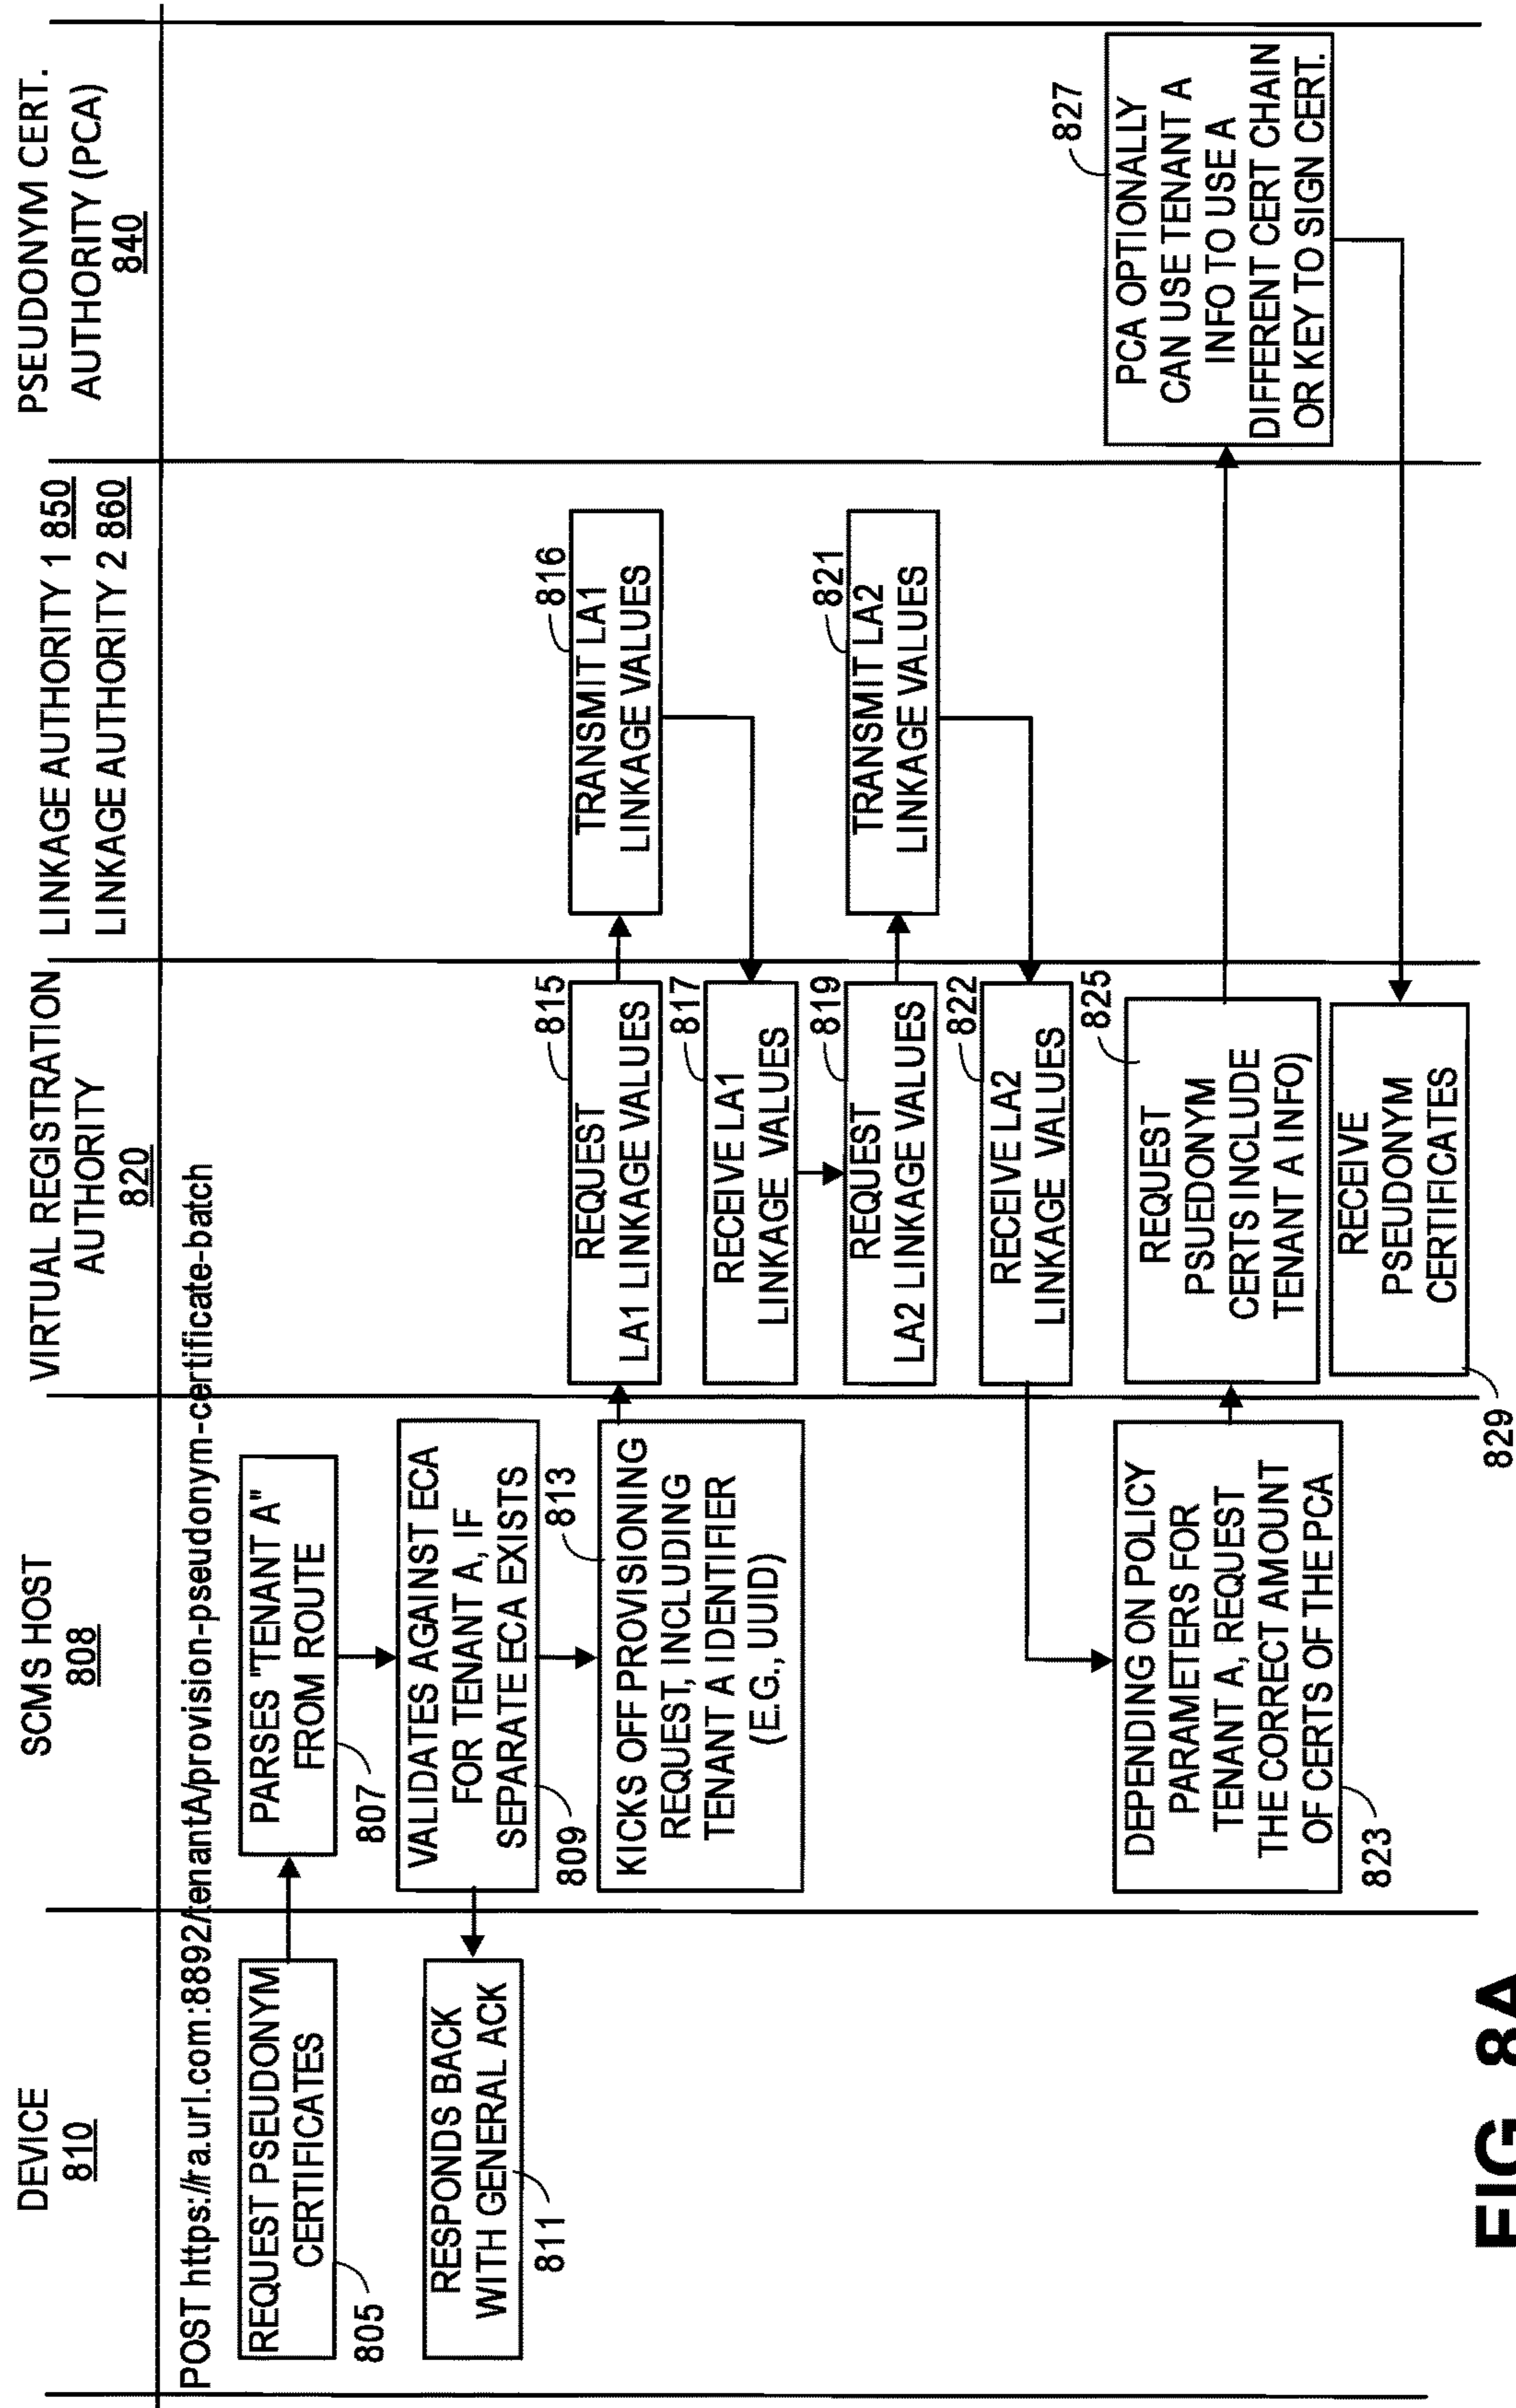 DEVICE
810
SCMS HOST
808
VIRTUAL REGISTRATION
AUTHORITY
820
LINKAGE AUTHORITY 1 850
LINKAGE AUTHORITY 2 860
PSEUDONYM CERT.
AUTHORITY (PCA)
840
POST https://ra.url.com:8892/tenantA/provision-pseudonym-certificate-batch
REQUEST PSEUDONYM
CERTIFICATES
805
PARSES "TENANT A"
FROM ROUTE
807
VALIDATES AGAINST ECA
FOR TENANT A, IF
SEPARATE ECA EXISTS
809
RESPONDS BACK
WITH GENERAL ACK
811
813
KICKS OFF PROVISIONING
REQUEST, INCLUDING
TENANT A IDENTIFIER
(E.G., UUID)
815
REQUEST
LA1 LINKAGE VALUES
816
TRANSMIT LA1
LINKAGE VALUES
817
RECEIVE LA1
LINKAGE VALUES
819
REQUEST
LA2 LINKAGE VALUES
821
TRANSMIT LA2
LINKAGE VALUES
822
RECEIVE LA2
LINKAGE VALUES
DEPENDING ON POLICY
PARAMETERS FOR
TENANT A, REQUEST
THE CORRECT AMOUNT
OF CERTS OF THE PCA
823
825
REQUEST
PSUEDONYM
CERTS INCLUDE
TENANT A INFO)
827
PCA OPTIONALLY
CAN USE TENANT A
INFO TO USE A
DIFFERENT CERT CHAIN
OR KEY TO SIGN CERT.
RECEIVE
PSEUDONYM
CERTIFICATES
829
FIG. 8A